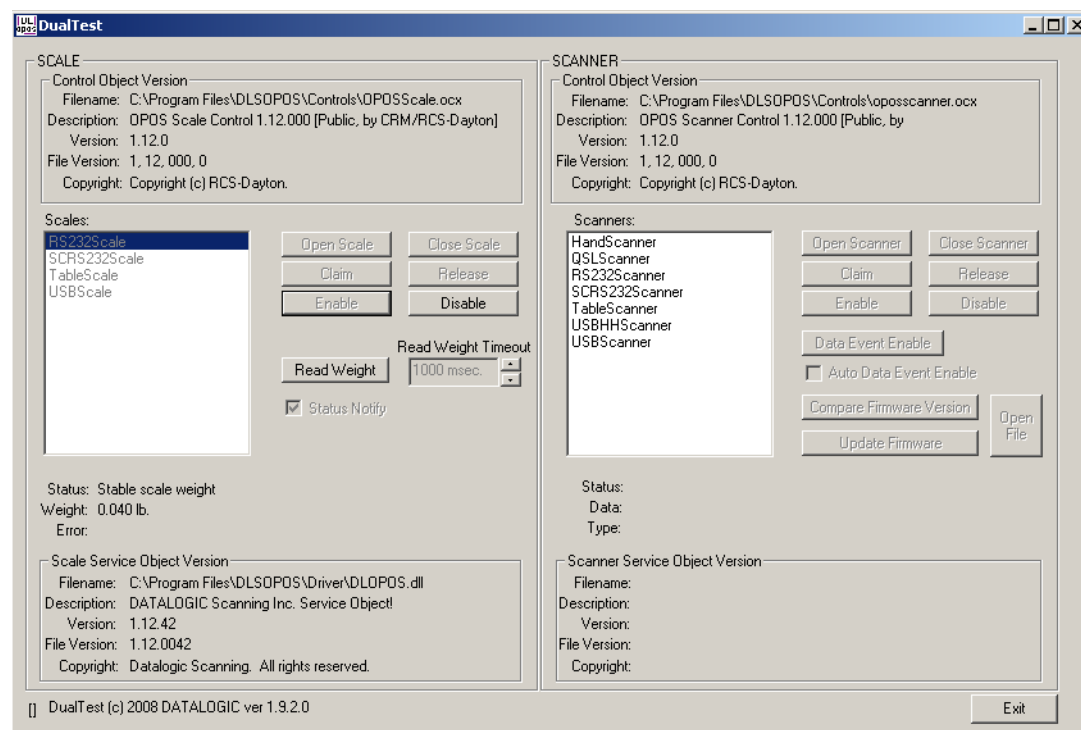 UL
opos
DualTest
SCALE
Control Object Version
Filename: C:\Program Files\DLSOPOS\Controls\OPOSScale.ocx
Description: OPOS Scale Control 1.12.000 [Public, by CRM/RCS-Dayton]
Version: 1.12.0
File Version: 1, 12, 000, 0
Copyright: Copyright (c) RCS-Dayton.
Scales:
RS232Scale
SCRS232Scale
TableScale
USBScale
Open Scale
Close Scale
Claim
Release
Enable
Disable
Read Weight Timeout
Read Weight
1000 msec.
Status Notify
Status: Stable scale weight
Weight: 0.040 lb.
Error:
Scale Service Object Version
Filename: C:\Program Files\DLSOPOS\Driver\DLOPOS.dll
Description: DATALOGIC Scanning Inc. Service Object!
Version: 1.12.42
File Version: 1.12.0042
Copyright: Datalogic Scanning. All rights reserved.
SCANNER
Control Object Version
Filename: C:\Program Files\DLSOPOS\Controls\oposscanner.ocx
Description: OPOS Scanner Control 1.12.000 [Public, by
Version: 1.12.0
File Version: 1, 12, 000, 0
Copyright: Copyright (c) RCS-Dayton.
Scanners:
HandScanner
QSLScanner
RS232Scanner
SCRS232Scanner
TableScanner
USBHHScanner
USBScanner
Open Scanner
Close Scanner
Claim
Release
Enable
Disable
Data Event Enable
Auto Data Event Enable
Compare Firmware Version
Update Firmware
Open
File
Status:
Data:
Type:
Scanner Service Object Version
Filename:
Description:
Version:
File Version:
Copyright:
[] DualTest (c) 2008 DATALOGIC ver 1.9.2.0
Exit